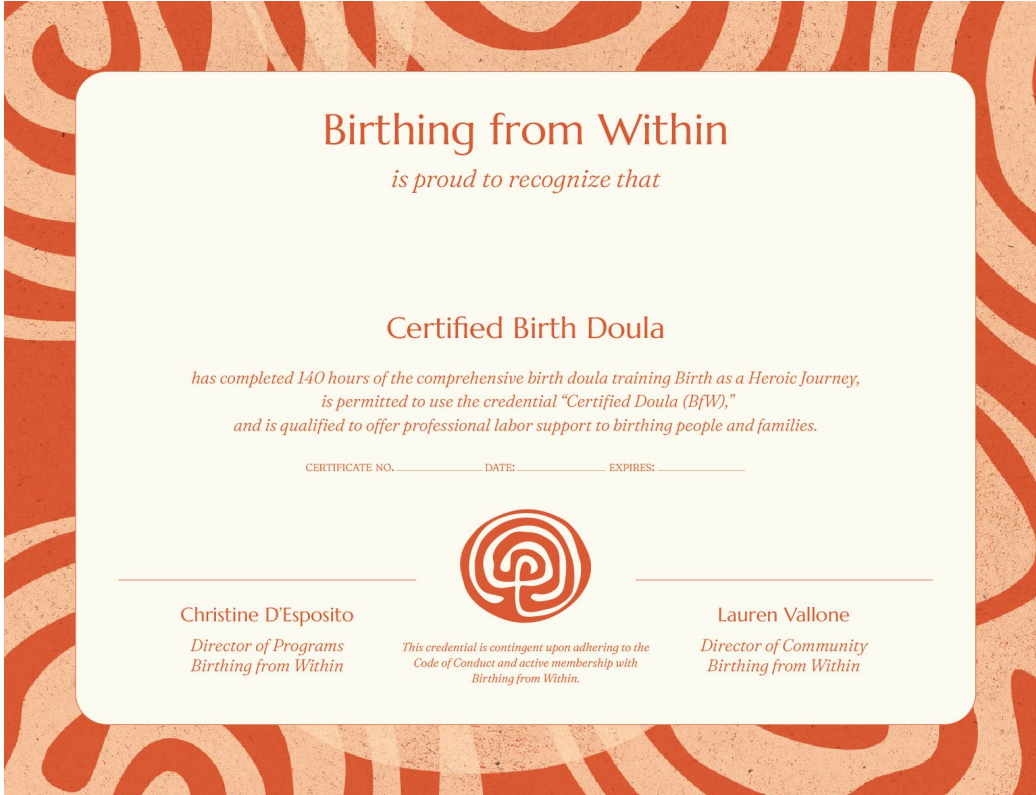 Birthing from Within
is proud to recognize that
Certified Birth Doula
has completed 140 hours of the comprehensive birth doula training Birth as a Heroic Journey,
is permitted to use the credential “Certified Doula (BfW),”
and is qualified to offer professional labor support to birthing people and families.
CERTIFICATE NO. DATE: EXPIRES:
Christine D'Esposito
Director of Programs
Birthing from Within
This credential is contingent upon adhering to the
Code of Conduct and active membership with
Birthing from Within.
Lauren Vallone
Director of Community
Birthing from Within